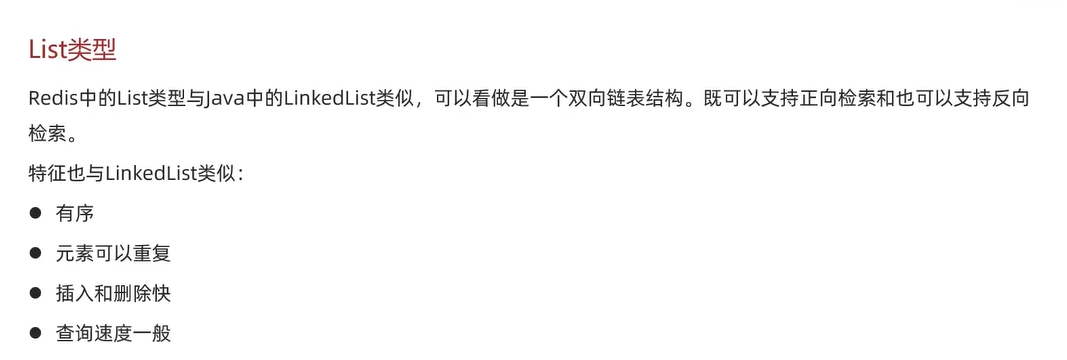 List类型
Redis中的List类型与Java中的LinkedList类似，可以看做是一个双向链表结构。既可以支持正向检索和也可以支持反向
检索。
特征也与LinkedList类似：
● 有序
● 元素可以重复
● 插入和删除快
● 查询速度一般